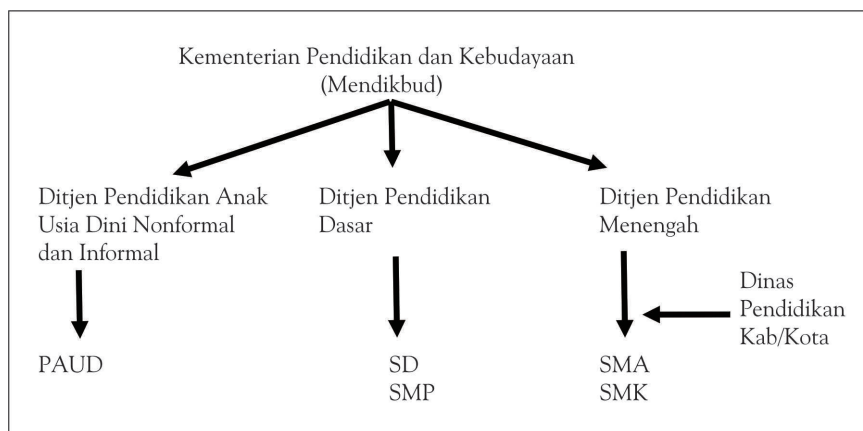 Kementerian Pendidikan dan Kebudayaan
(Mendikbud)
Ditjen Pendidikan Anak
Usia Dini Nonformal
dan Informal
Ditjen Pendidikan
Dasar
Ditjen Pendidikan
Menengah
Dinas
Pendidikan
Kab/Kota
PAUD
SD
SMP
SMA
SMK